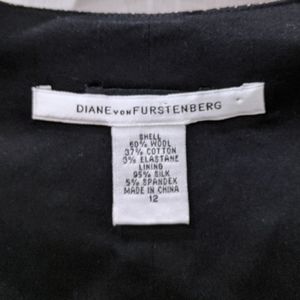 DIANE VON FURSTENBERG
SHELL
60% WOOL
37% COTTON
3% ELASTANE
LINING
95% SILK
5% SPANDEX
MADE IN CHINA
12